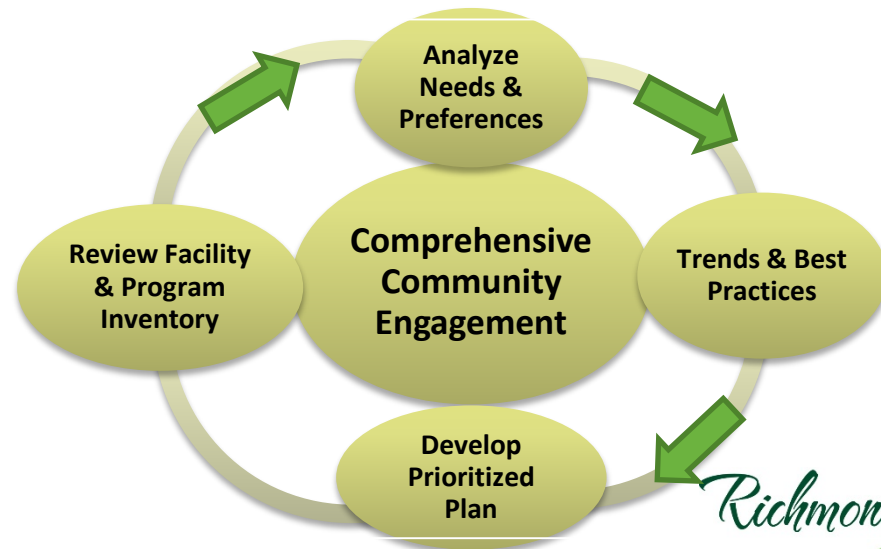 Analyze
Needs &
Preferences
Review Facility
& Program
Inventory
Comprehensive
Community
Engagement
Trends & Best
Practices
Develop
Prioritized
Plan
Richmon